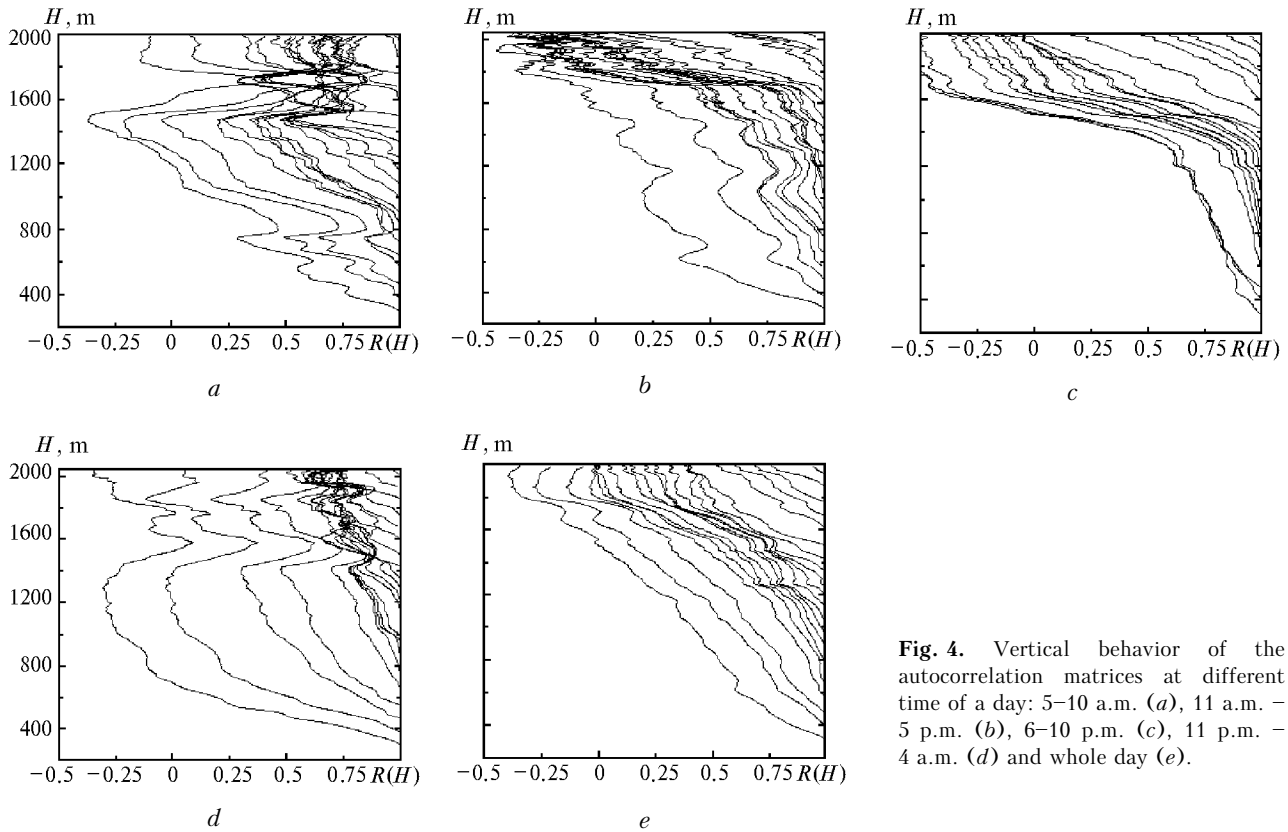 H, m
2000
1600
1200
800
400
−0.5 −0.25 0 0.25 0.5 0.75 R(H)
a
H, m
−0.5 −0.25 0 0.25 0.5 0.75 R(H)
b
H, m
−0.5 −0.25 0 0.25 0.5 0.75 R(H)
c
H, m
2000
1600
1200
800
400
−0.5 −0.25 0 0.25 0.5 0.75 R(H)
d
H, m
−0.5 −0.25 0 0.25 0.5 0.75 R(H)
e
Fig. 4. Vertical behavior of the
autocorrelation matrices at different
time of a day: 5–10 a.m. (a), 11 a.m. –
5 p.m. (b), 6–10 p.m. (c), 11 p.m. –
4 a.m. (d) and whole day (e).